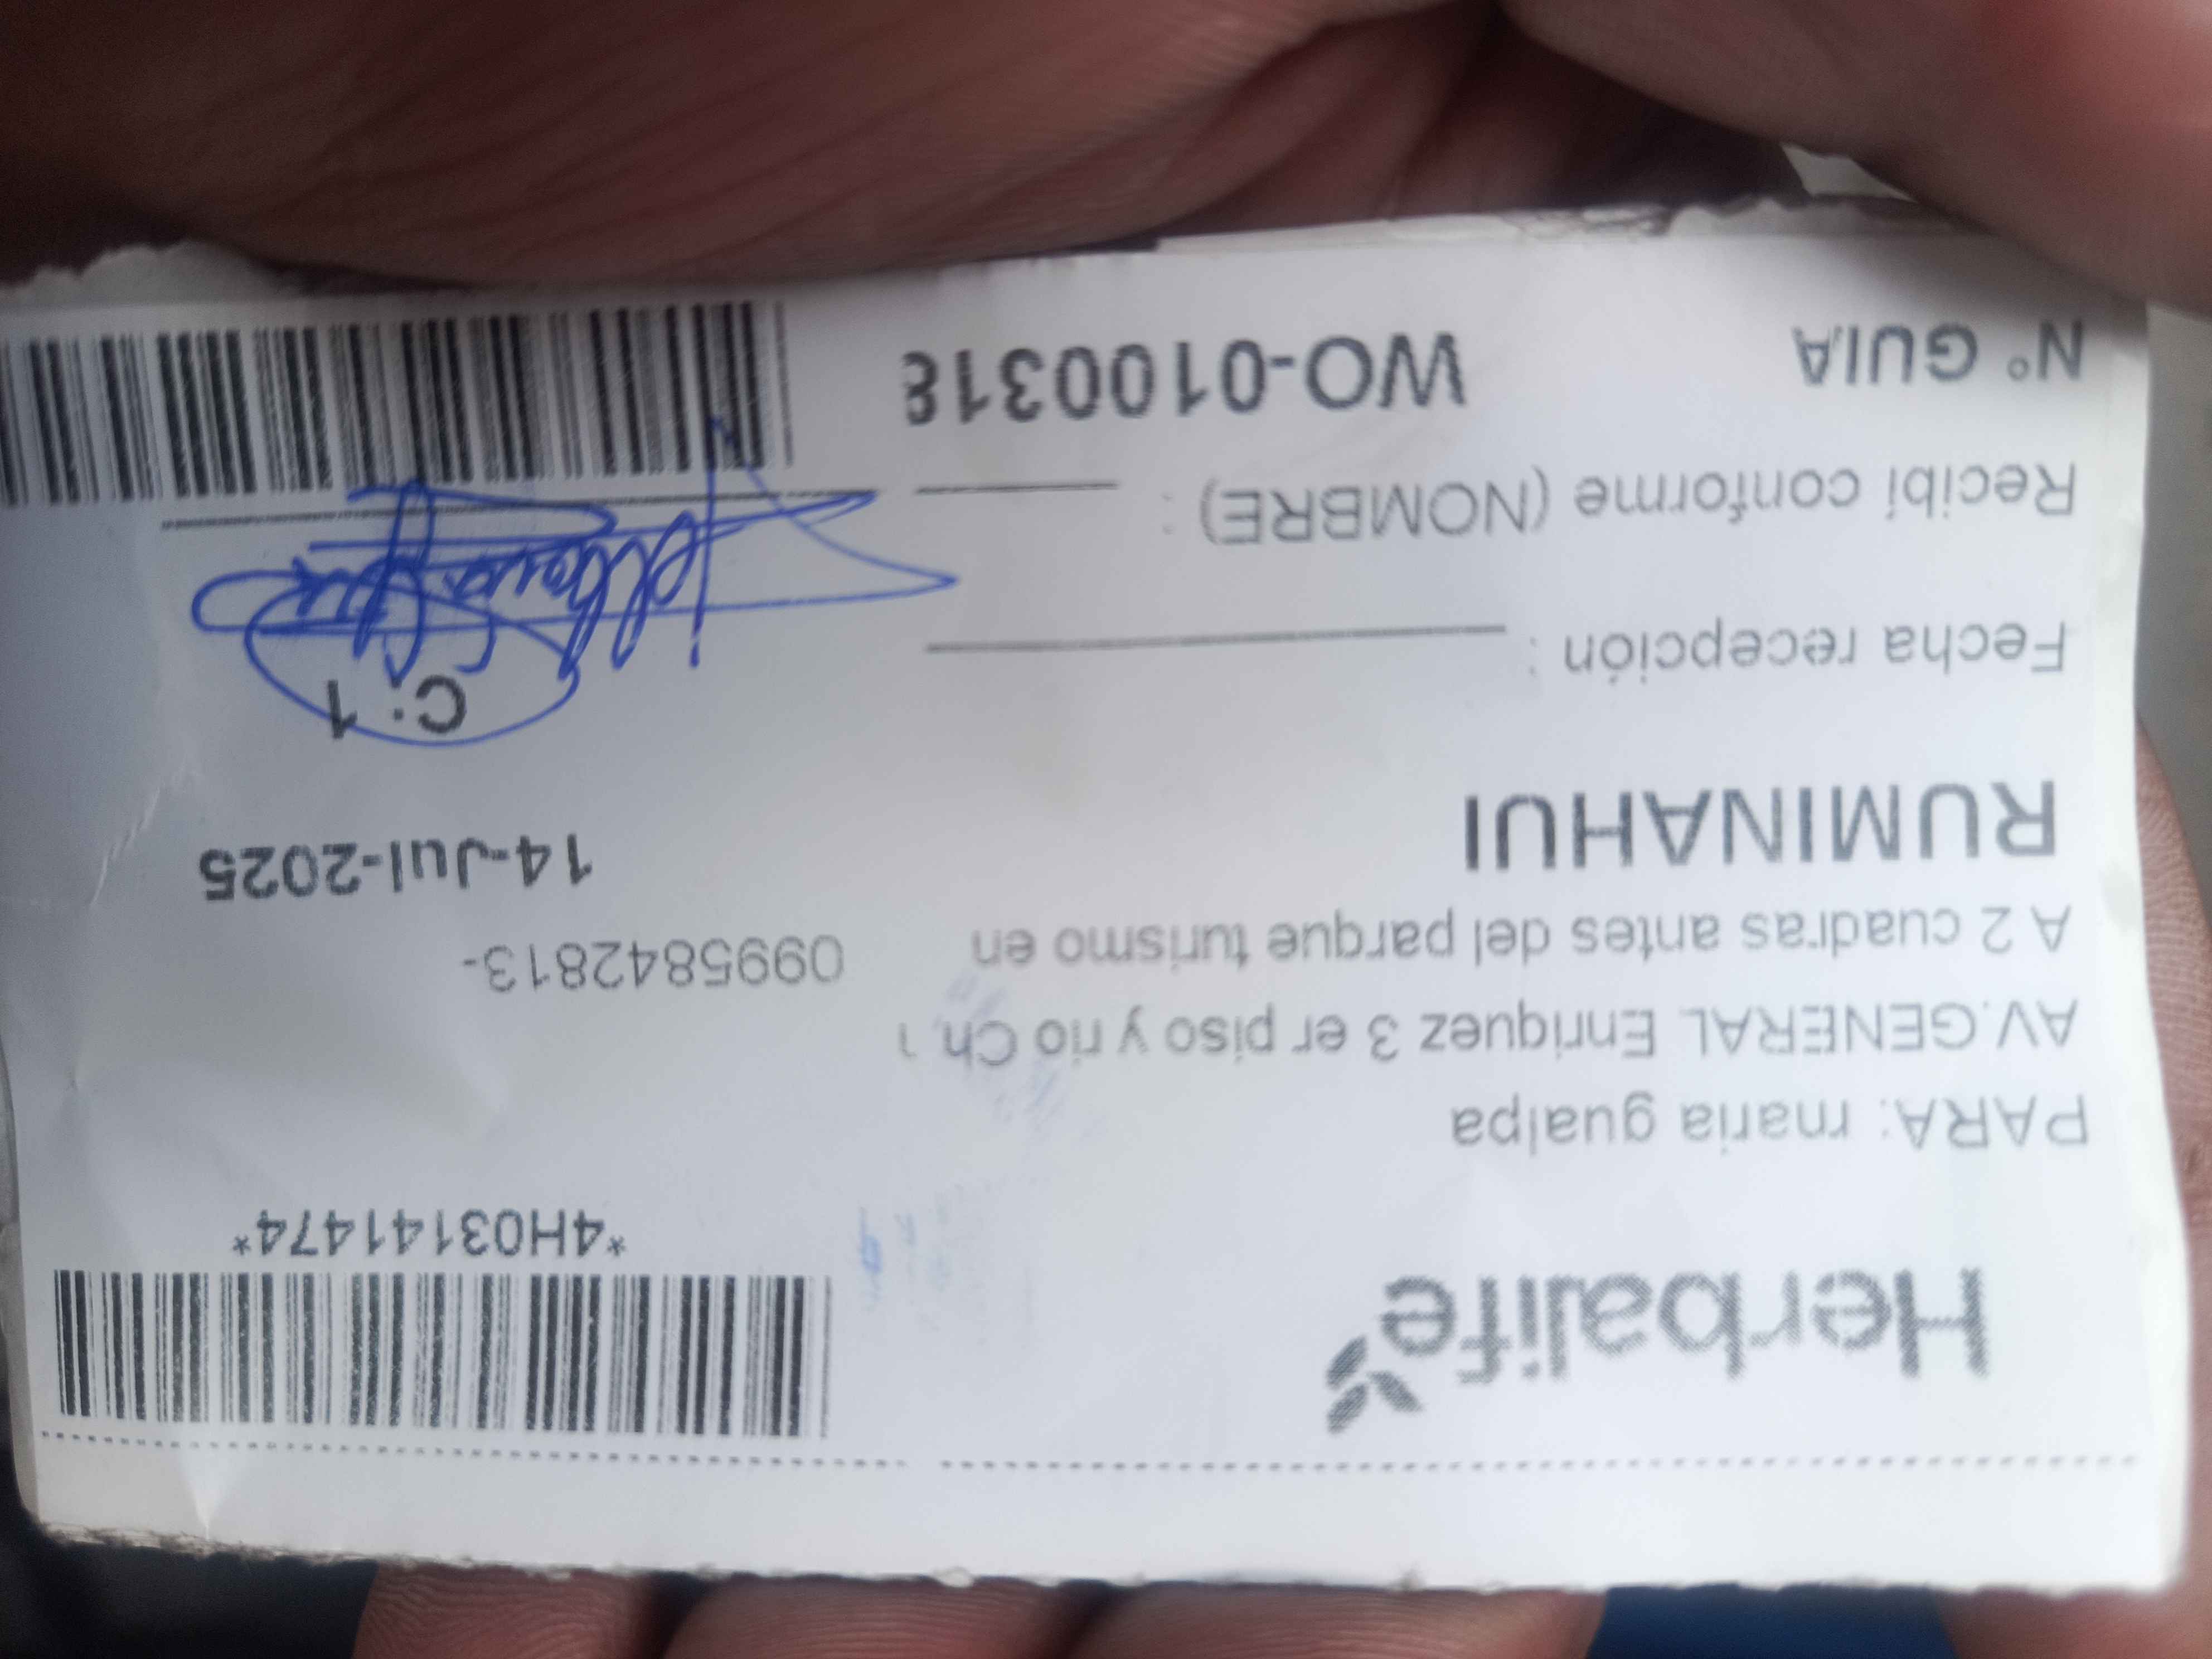 Herbalife
*4H03141474*
PARA: maria gualpa
AV.GENERAL Enriquez 3 er piso y rio Ch
A 2 cuadras antes del parque turismo en
0995842813-
RUMINAHUI
14-Jul-2025
C: 1
Fecha recepción :
Recibi conforme (NOMBRE) :
N° GUIA
WO-0100318